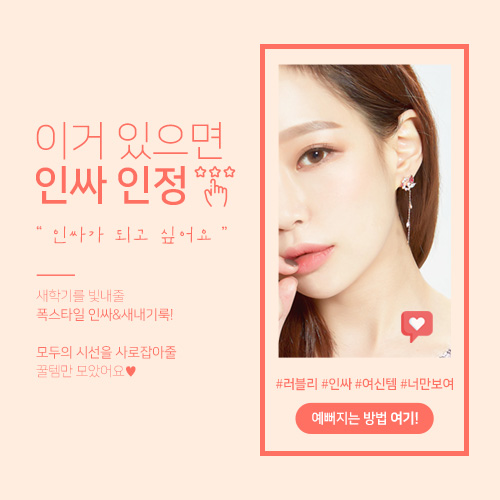 이거 있으면
인싸 인정
“ 인싸가 되고 싶어요 ”
새학기를 빛내줄
폭스타일 인싸&새내기룩!
모두의 시선을 사로잡아줄
꿀템만 모았어요♥
#러블리 #인싸 #여신템 #너만보여
예뻐지는 방법 여기!